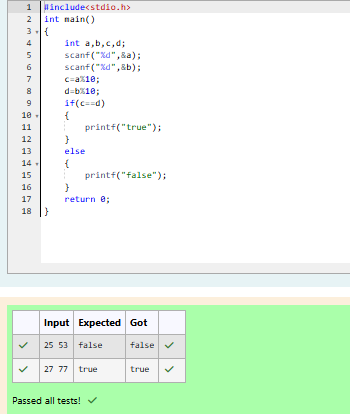 1 #include<stdio.h>
2 int main()
3 {
4 int a,b,c,d;
5 scanf("%d",&a);
6 scanf("%d",&b);
7 c=a%10;
8 d=b%10;
9 if(c==d)
10 {
11 printf("true");
12 }
13 else
14 {
15 printf("false");
16 }
17 return 0;
18 }
Input Expected Got
25 53 false false
27 77 true true
Passed all tests!